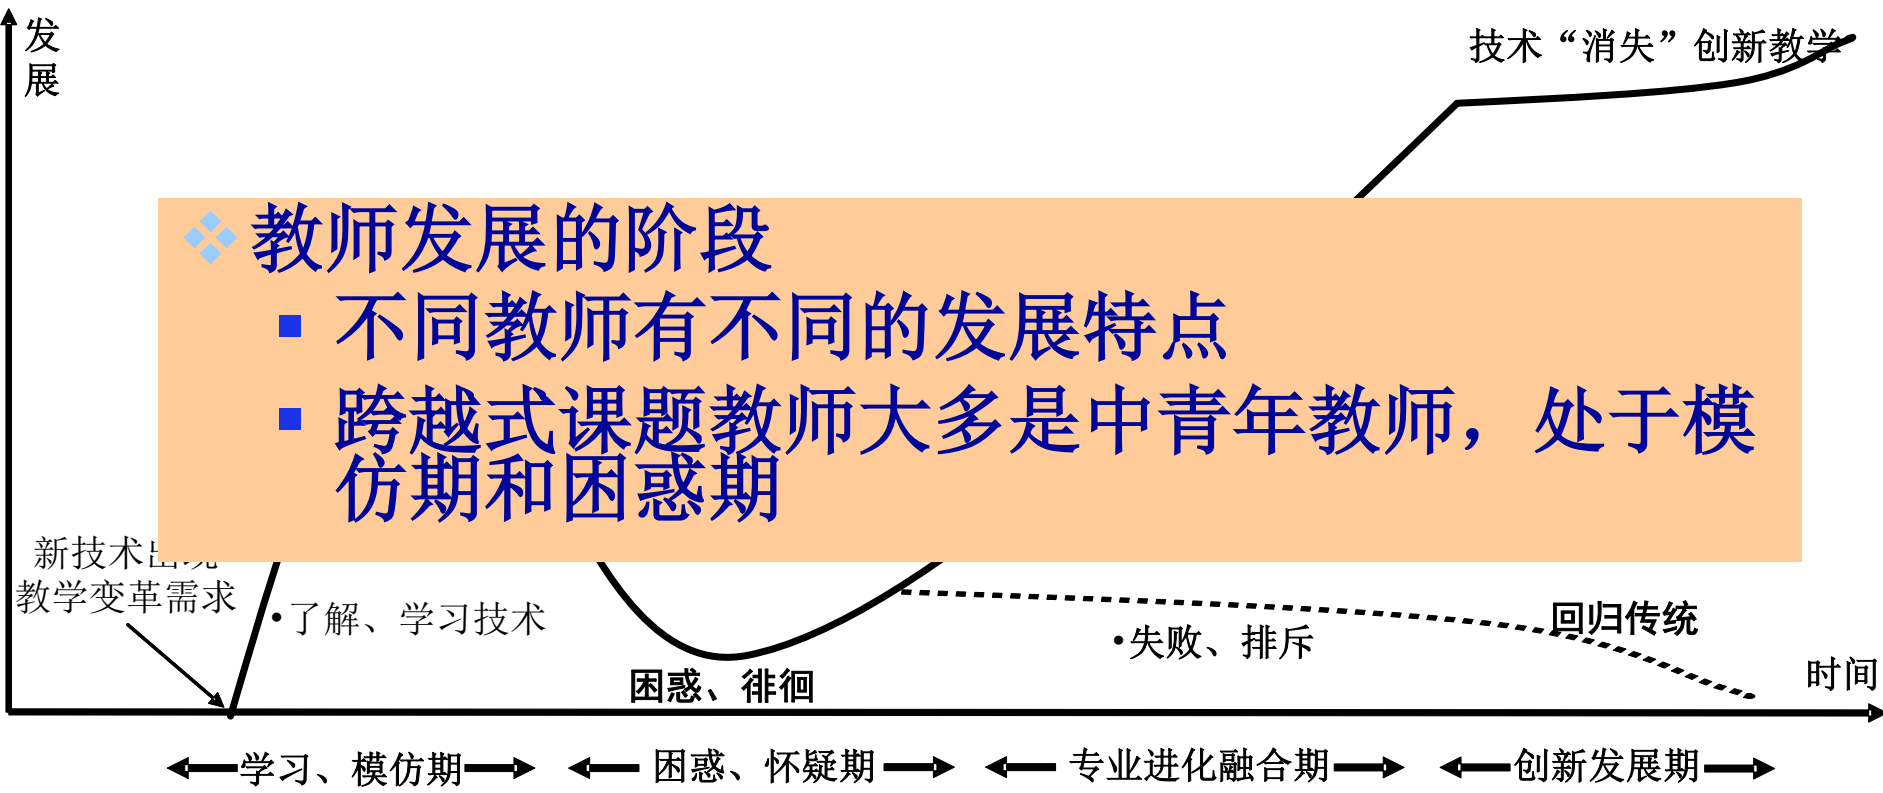 发
展
技术“消失”创新教学
教师发展的阶段
不同教师有不同的发展特点
跨越式课题教师大多是中青年教师，处于模
仿期和困惑期
新技术出现
教学变革需求
•了解、学习技术
困惑、徘徊
•失败、排斥
回归传统
时间
学习、模仿期
困惑、怀疑期
专业进化融合期
创新发展期